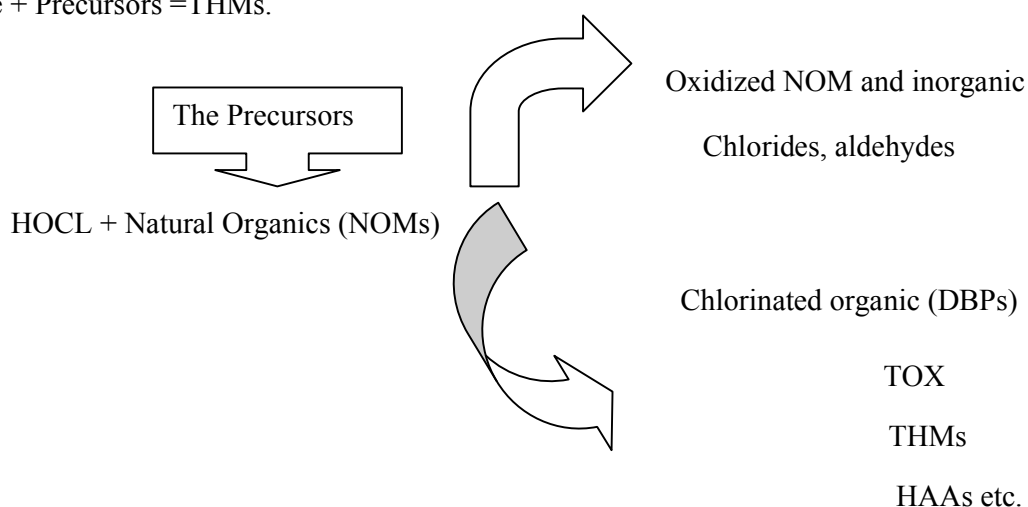 + Precursors =THMs.
The Precursors
HOCL + Natural Organics (NOMs)
Oxidized NOM and inorganic
Chlorides, aldehydes
Chlorinated organic (DBPs)
TOX
THMs
HAAs etc.